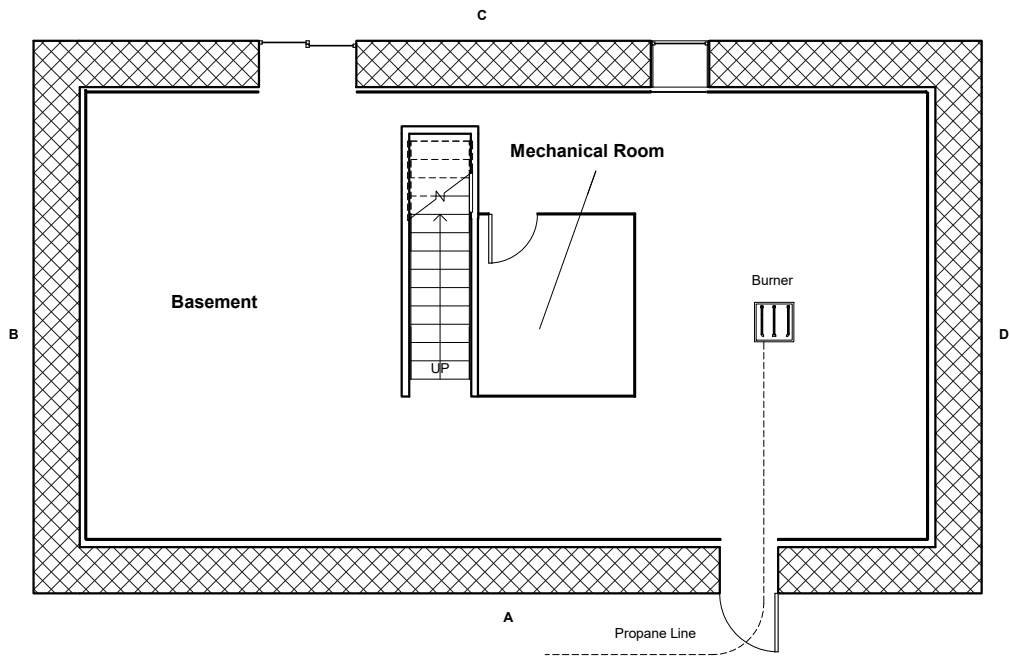 C
Mechanical Room
Burner
Basement
B
D
UP
A
Propane Line